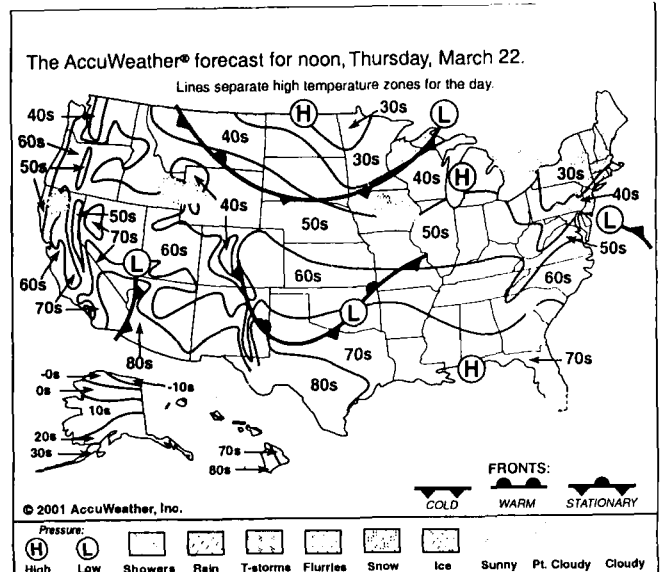 The AccuWeather® forecast for noon, Thursday, March 22.
Lines separate high temperature zones for the day.
40s
60s
50s
H
30s
L
40s
30s
40s
H
30s
40s
L
50s
60s
50s
70s
60s
40s
50s
50s
60s
L
60s
70s
80s
L
70s
80s
H
70s
-0s
0s
-10s
10s
20s
30s
70s
80s
FRONTS:
COLD WARM STATIONARY
© 2001 AccuWeather, Inc.
Pressure:
H L
High Low Showers Rain T-storms Flurries Snow Ice Sunny Pt. Cloudy Cloudy